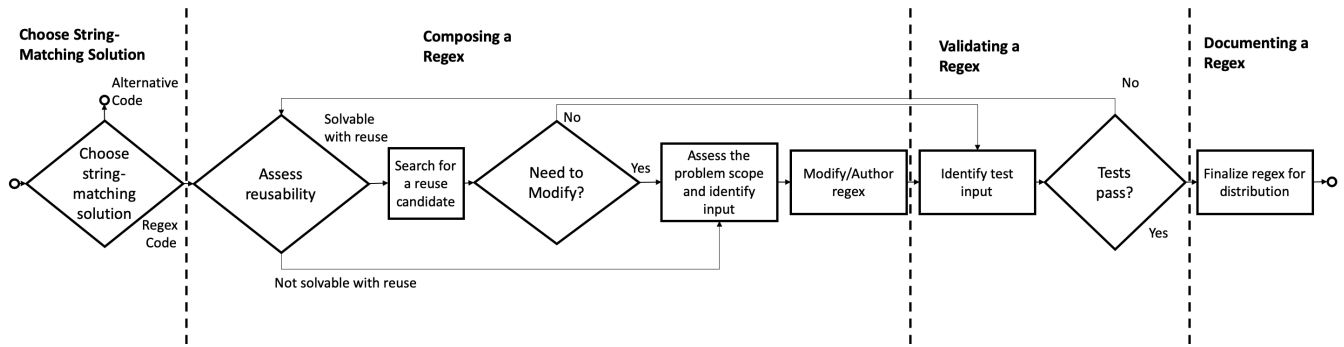 Choose String-
Matching Solution
Composing a
Regex
Validating a
Regex
Documenting a
Regex
Alternative
Code
Choose
string-
matching
solution
Regex
Code
Assess
reusability
Solvable
with reuse
Not solvable with reuse
Search for
a reuse
candidate
Need to
Modify?
No
Yes
Assess the
problem scope
and identify
input
Modify/Author
regex
Identify test
input
Tests
pass?
No
Yes
Finalize regex for
distribution